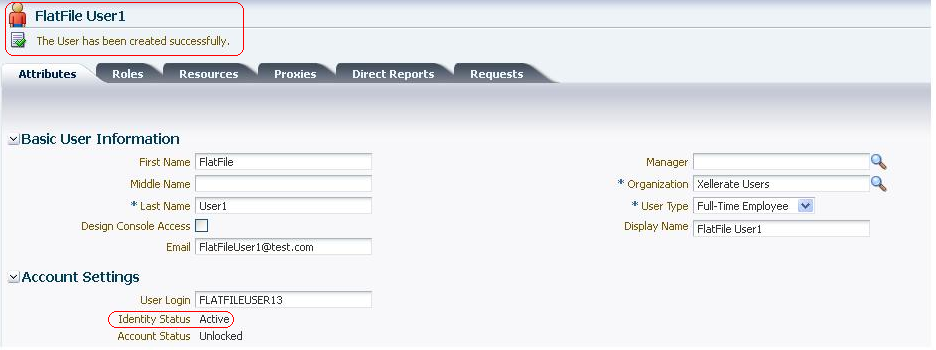 FlatFile User1
The User has been created successfully.
Attributes Roles Resources Proxies Direct Reports Requests
Basic User Information
First Name FlatFile
Middle Name
* Last Name User1
Design Console Access
Email FlatFileUser1@test.com
Manager
* Organization Xellerate Users
* User Type Full-Time Employee
Display Name FlatFile User1
Account Settings
User Login FLATFILEUSER13
Identity Status Active
Account Status Unlocked